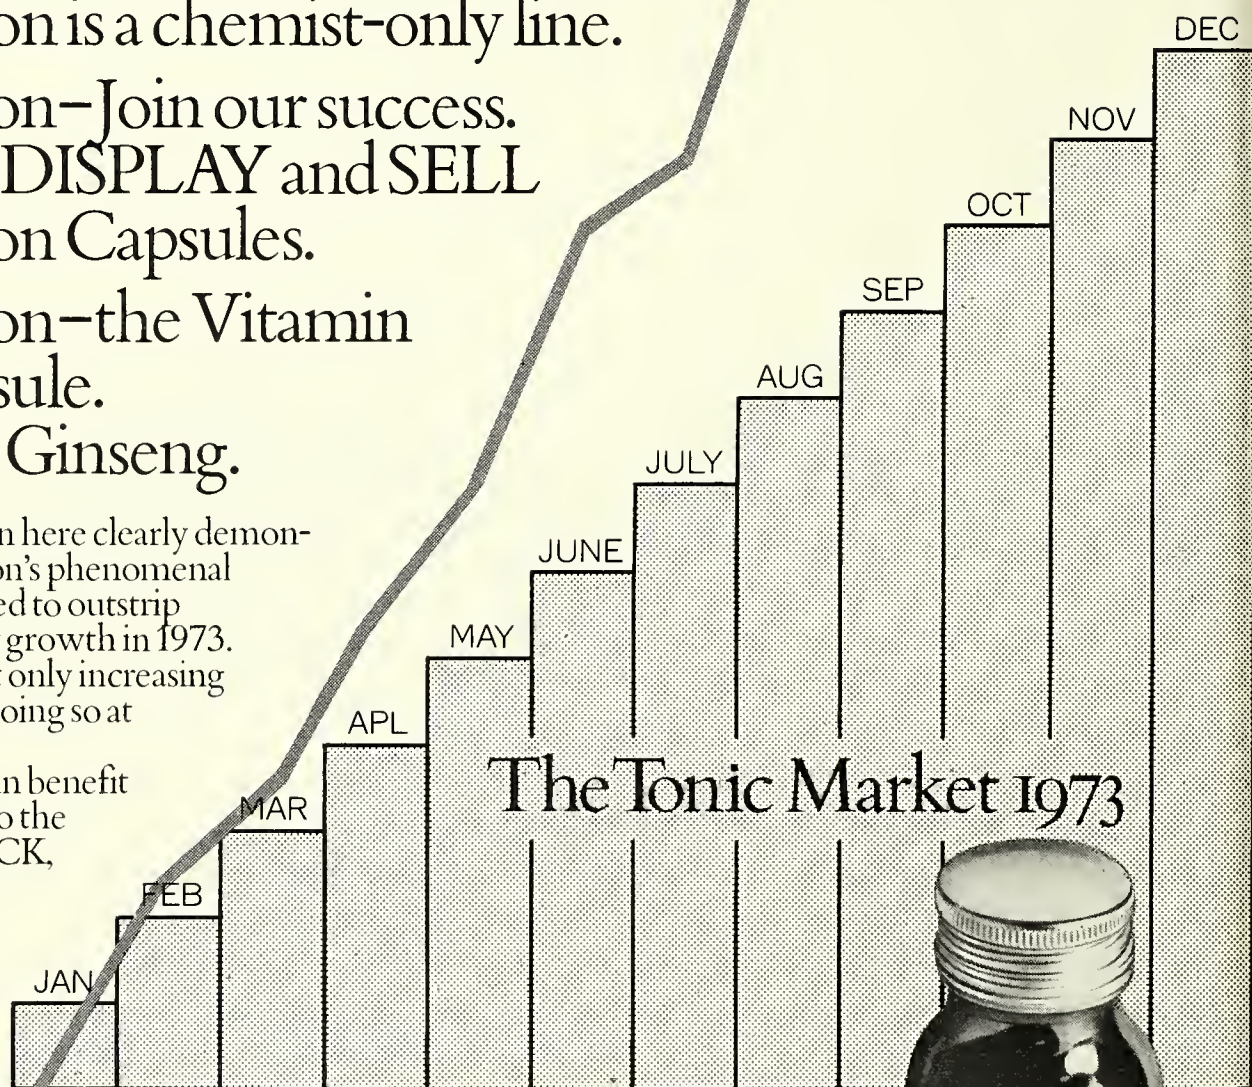 on is a chemist-only line.
on–Join our success.
DISPLAY and SELL
on Capsules.
on–the Vitamin
sule.
Ginseng.
n here clearly demon-
on's phenomenal
ed to outstrip
growth in 1973.
t only increasing
oing so at
n benefit
o the
CK,
DEC
NOV
OCT
SEP
AUG
JULY
JUNE
MAY
APL
MAR
FEB
JAN
The Tonic Market 1973